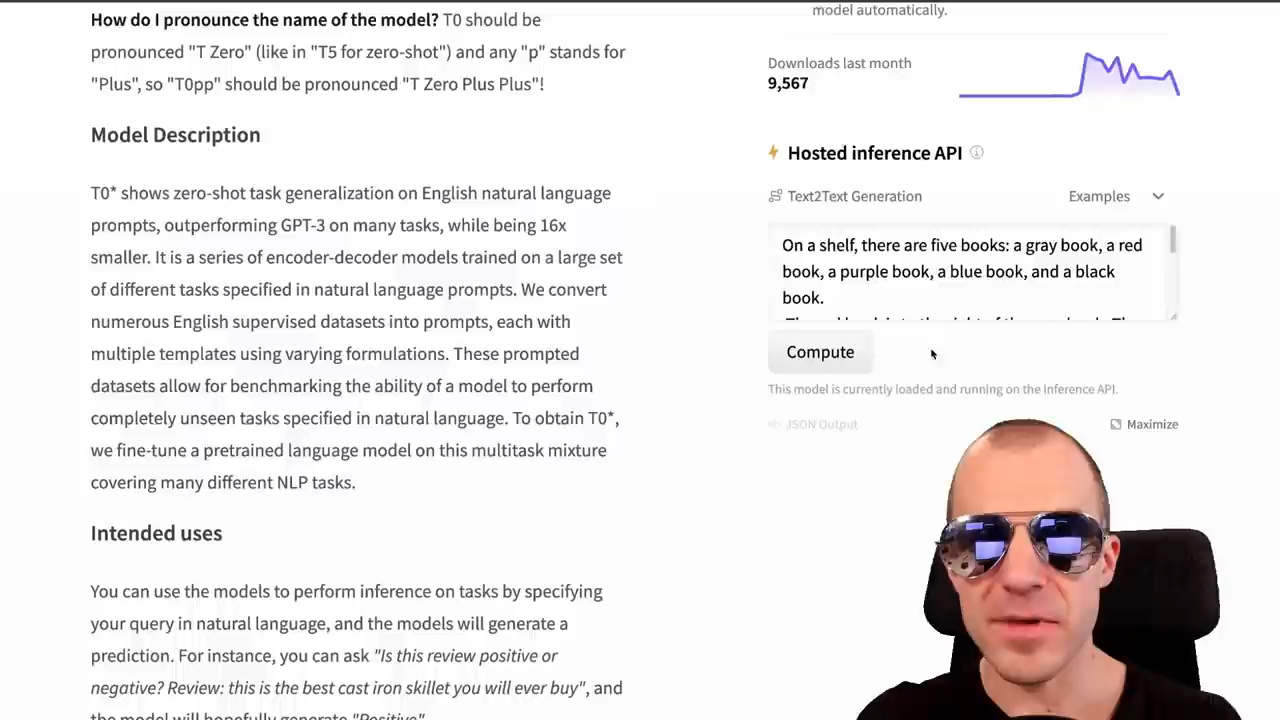 How do I pronounce the name of the model? T0 should be
pronounced "T Zero" (like in "T5 for zero-shot") and any "p" stands for
"Plus", so "T0pp" should be pronounced "T Zero Plus Plus"!
Model Description
T0* shows zero-shot task generalization on English natural language
prompts, outperforming GPT-3 on many tasks, while being 16x
smaller. It is a series of encoder-decoder models trained on a large set
of different tasks specified in natural language prompts. We convert
numerous English supervised datasets into prompts, each with
multiple templates using varying formulations. These prompted
datasets allow for benchmarking the ability of a model to perform
completely unseen tasks specified in natural language. To obtain T0*,
we fine-tune a pretrained language model on this multitask mixture
covering many different NLP tasks.
Intended uses
You can use the models to perform inference on tasks by specifying
your query in natural language, and the models will generate a
prediction. For instance, you can ask "Is this review positive or
negative? Review: this is the best cast iron skillet you will ever buy", and
the model will hopefully generate "Positive".
model automatically.
Downloads last month
9,567
Hosted inference API
Text2Text Generation
Examples
On a shelf, there are five books: a gray book, a red
book, a purple book, a blue book, and a black
book.
Compute
This model is currently loaded and running on the Inference API.
JSON Output
Maximize